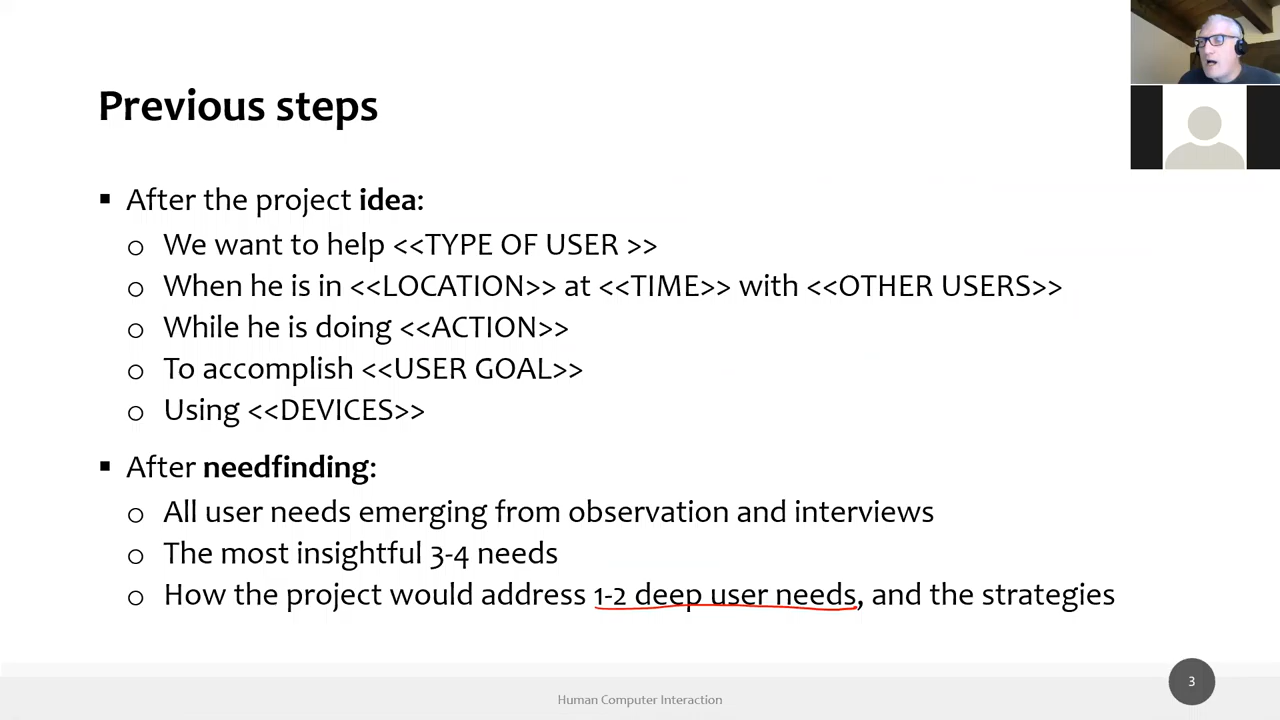 Previous steps
▪ After the project idea:
o We want to help <<TYPE OF USER >>
o When he is in <<LOCATION>> at <<TIME>> with <<OTHER USERS>>
o While he is doing <<ACTION>>
o To accomplish <<USER GOAL>>
o Using <<DEVICES>>
▪ After needfinding:
o All user needs emerging from observation and interviews
o The most insightful 3-4 needs
o How the project would address 1-2 deep user needs, and the strategies
Human Computer Interaction
3